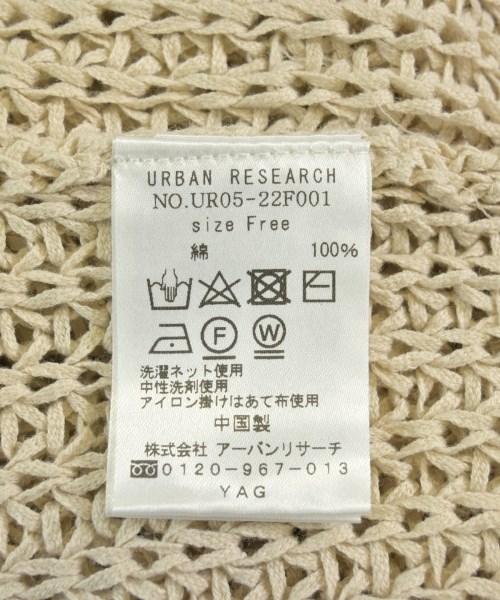 URBAN RESEARCH
NO.UR05-22F001
size Free
綿 100%
F W
洗濯ネット使用
中性洗剤使用
アイロン掛けはあて布使用
中国製
株式会社 アーバンリサーチ
0120-967-013
YAG